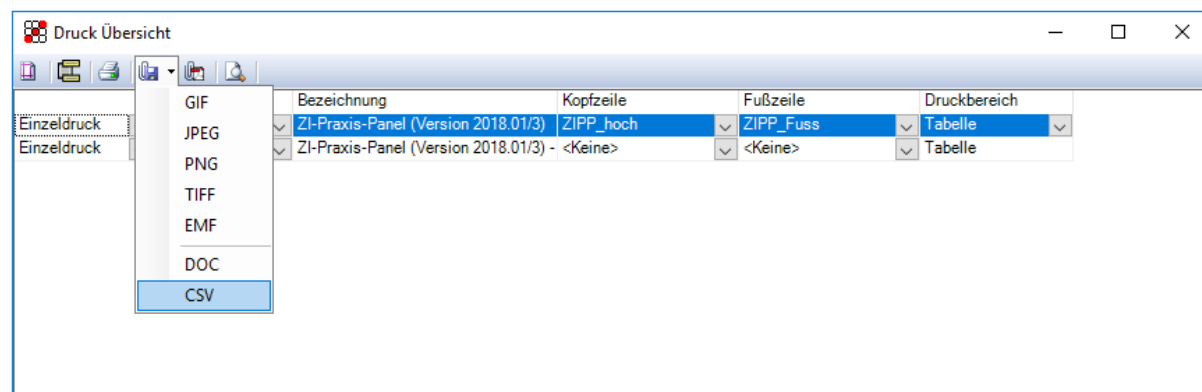 Druck Übersicht
Bezeichnung Kopfzeile Fußzeile Druckbereich
Einzeldruck ZI-Praxis-Panel (Version 2018.01/3) ZIPP_hoch ZIPP_Fuss Tabelle
Einzeldruck ZI-Praxis-Panel (Version 2018.01/3) - <Keine> <Keine> Tabelle
GIF
JPEG
PNG
TIFF
EMF
DOC
CSV